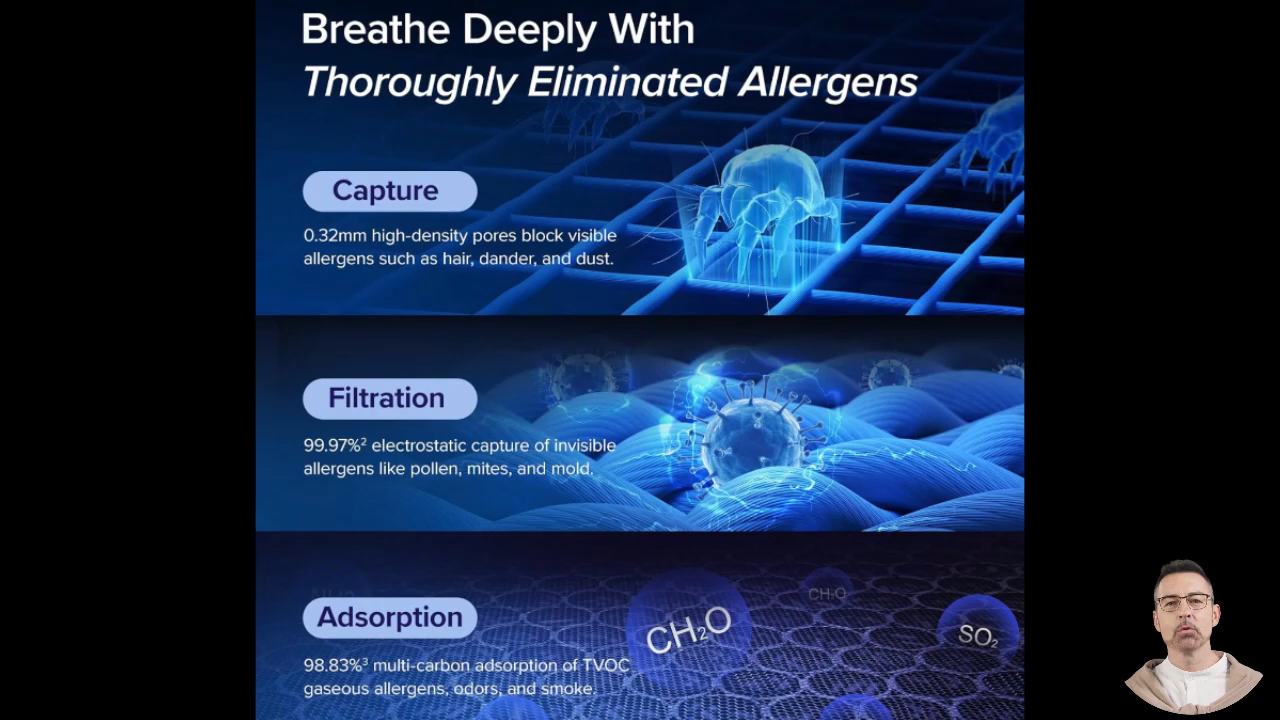 Breathe Deeply With
Thoroughly Eliminated Allergens
Capture
0.32mm high-density pores block visible
allergens such as hair, dander, and dust.
Filtration
99.97%² electrostatic capture of invisible
allergens like pollen, mites, and mold.
Adsorption
98.83%³ multi-carbon adsorption of TVOC
gaseous allergens, odors, and smoke.
CH₂O
CH₂O
SO₂